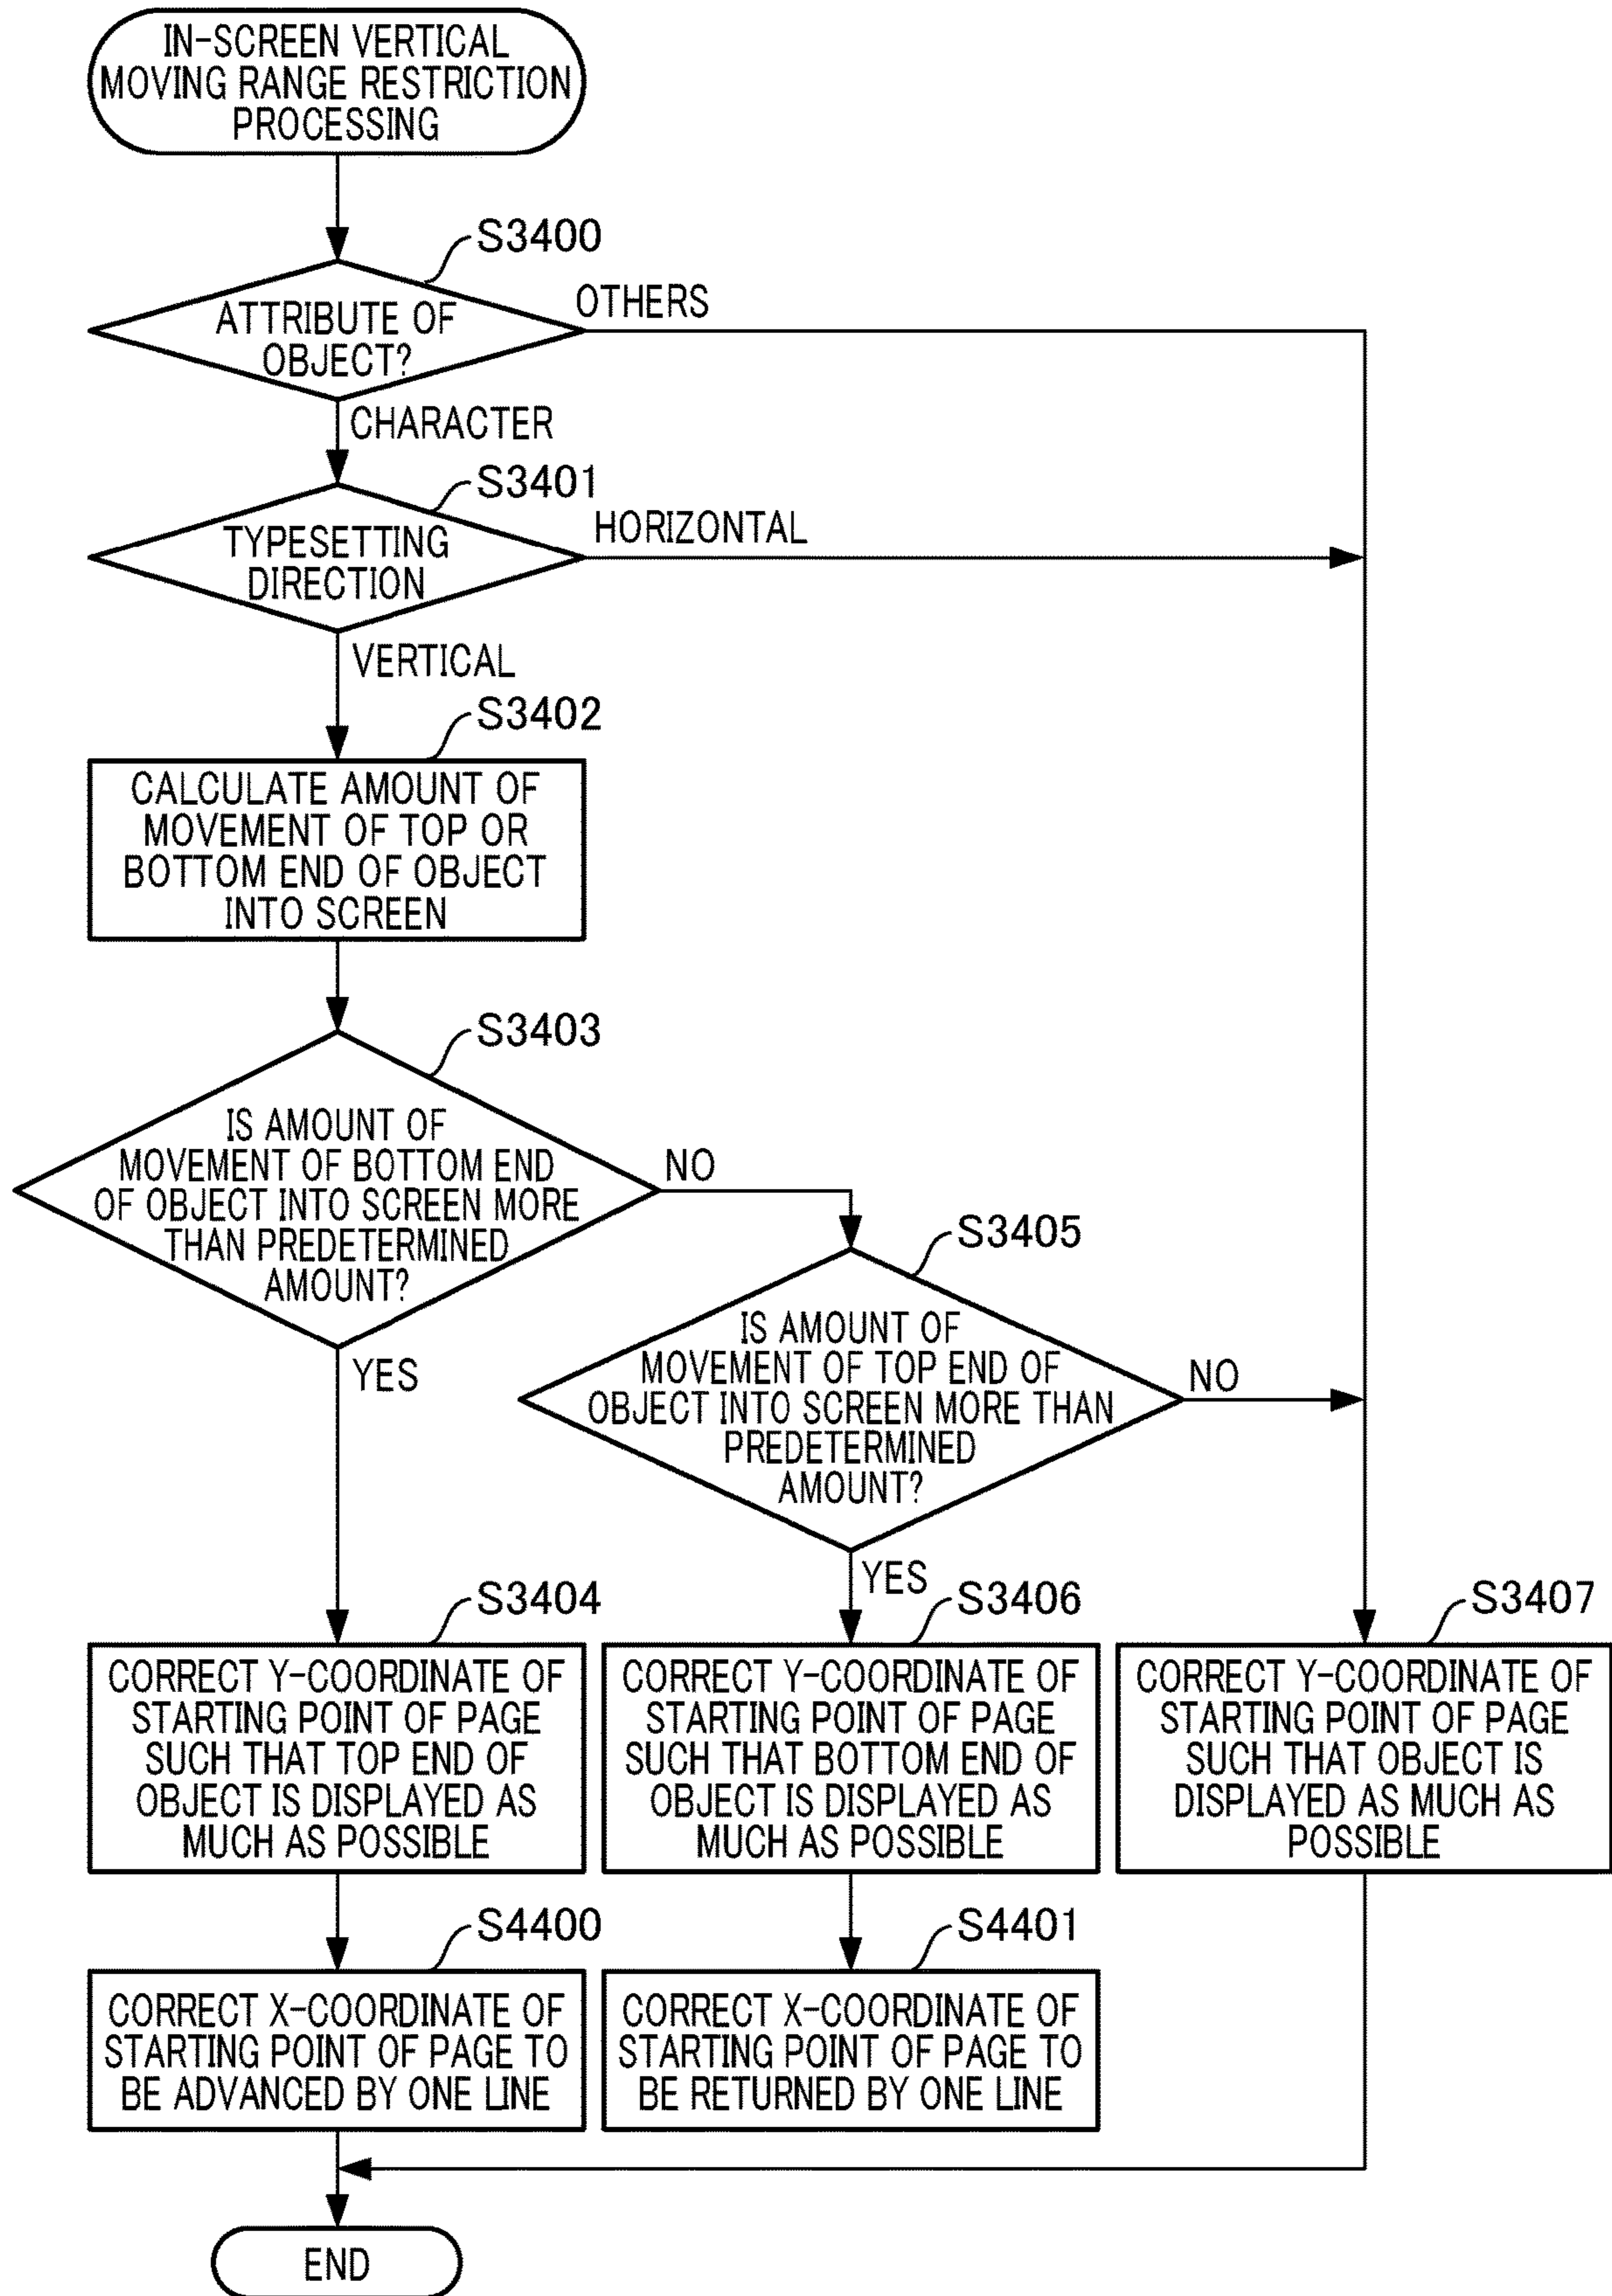 IN-SCREEN VERTICAL
MOVING RANGE RESTRICTION
PROCESSING
S3400
ATTRIBUTE OF
OBJECT?
OTHERS
CHARACTER
S3401
TYPESETTING
DIRECTION
HORIZONTAL
VERTICAL
S3402
CALCULATE AMOUNT OF
MOVEMENT OF TOP OR
BOTTOM END OF OBJECT
INTO SCREEN
S3403
IS AMOUNT OF
MOVEMENT OF BOTTOM END
OF OBJECT INTO SCREEN MORE
THAN PREDETERMINED
AMOUNT?
NO
YES
S3405
IS AMOUNT OF
MOVEMENT OF TOP END OF
OBJECT INTO SCREEN MORE THAN
PREDETERMINED
AMOUNT?
NO
YES
S3404
CORRECT Y-COORDINATE OF
STARTING POINT OF PAGE
SUCH THAT TOP END OF
OBJECT IS DISPLAYED AS
MUCH AS POSSIBLE
S3406
CORRECT Y-COORDINATE OF
STARTING POINT OF PAGE
SUCH THAT BOTTOM END OF
OBJECT IS DISPLAYED AS
MUCH AS POSSIBLE
S3407
CORRECT Y-COORDINATE OF
STARTING POINT OF PAGE
SUCH THAT OBJECT IS
DISPLAYED AS MUCH AS
POSSIBLE
S4400
CORRECT X-COORDINATE OF
STARTING POINT OF PAGE TO
BE ADVANCED BY ONE LINE
S4401
CORRECT X-COORDINATE OF
STARTING POINT OF PAGE TO
BE RETURNED BY ONE LINE
END